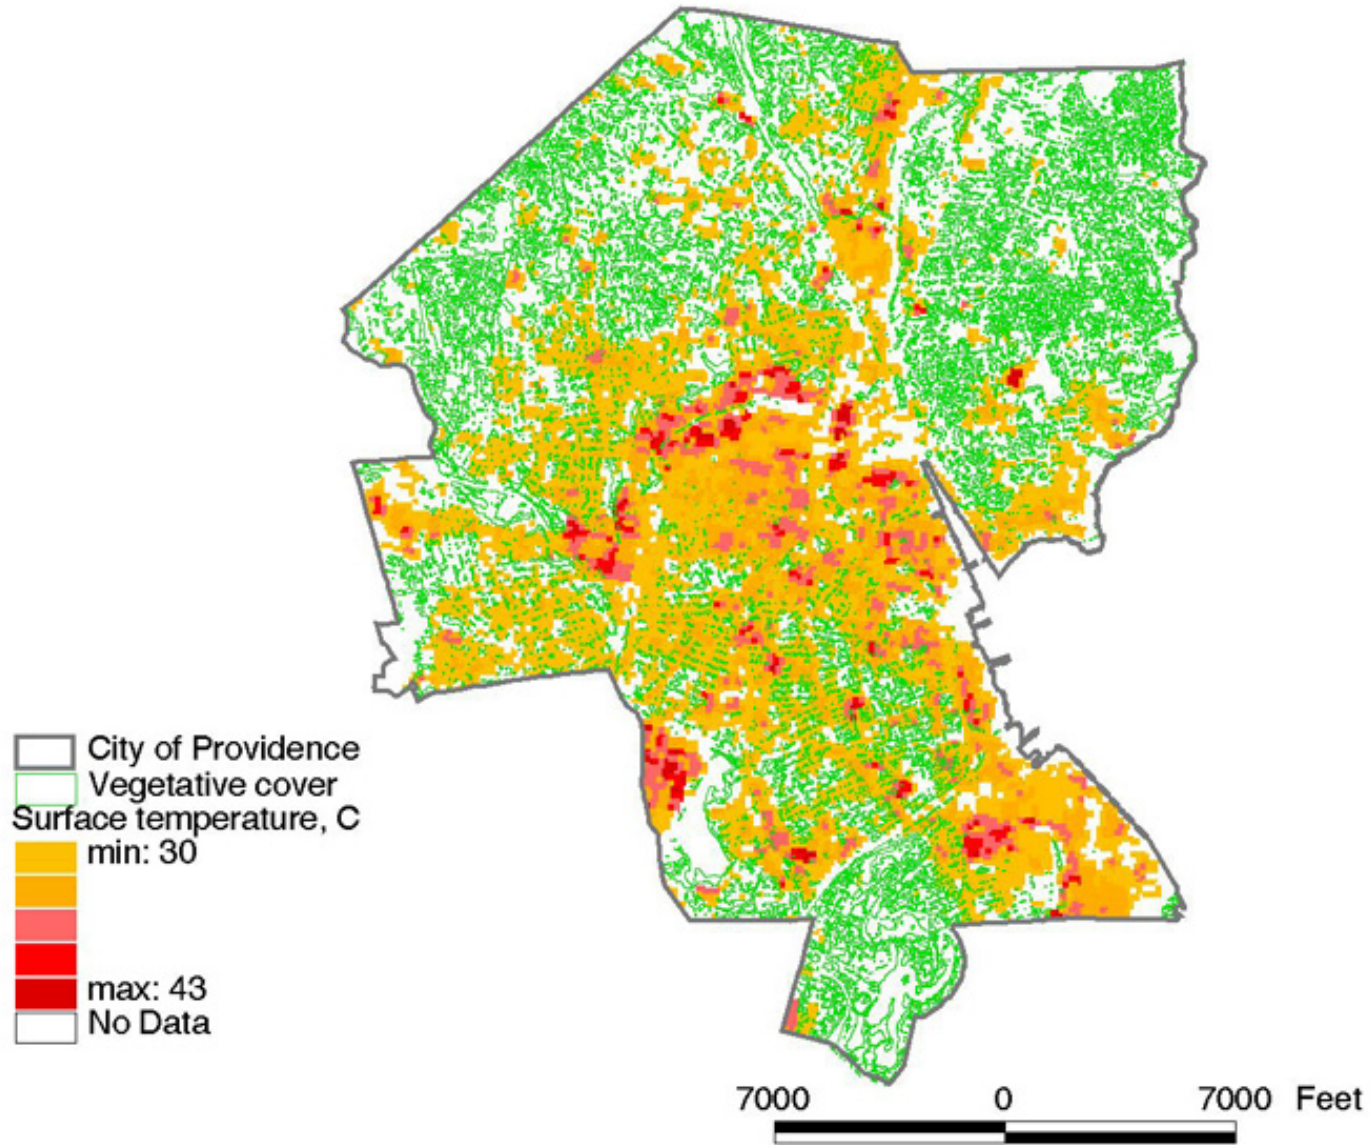 City of Providence
Vegetative cover
Surface temperature, C
min: 30
max: 43
No Data
7000 0 7000 Feet